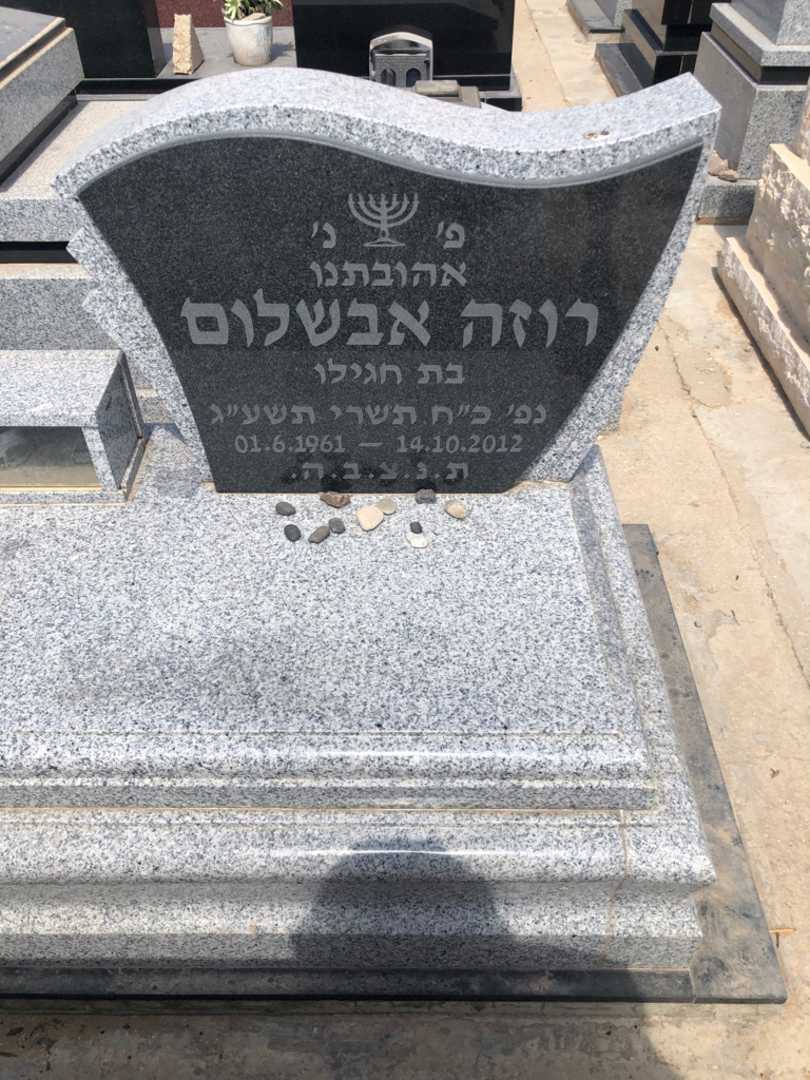 פ' נ'
אהובתנו
רוזה אבשלום
בת חגילו
נפ' כ"ח תשרי תשע"ג
01.6.1961 — 14.10.2012
ת.נ.צ.ב.ה.